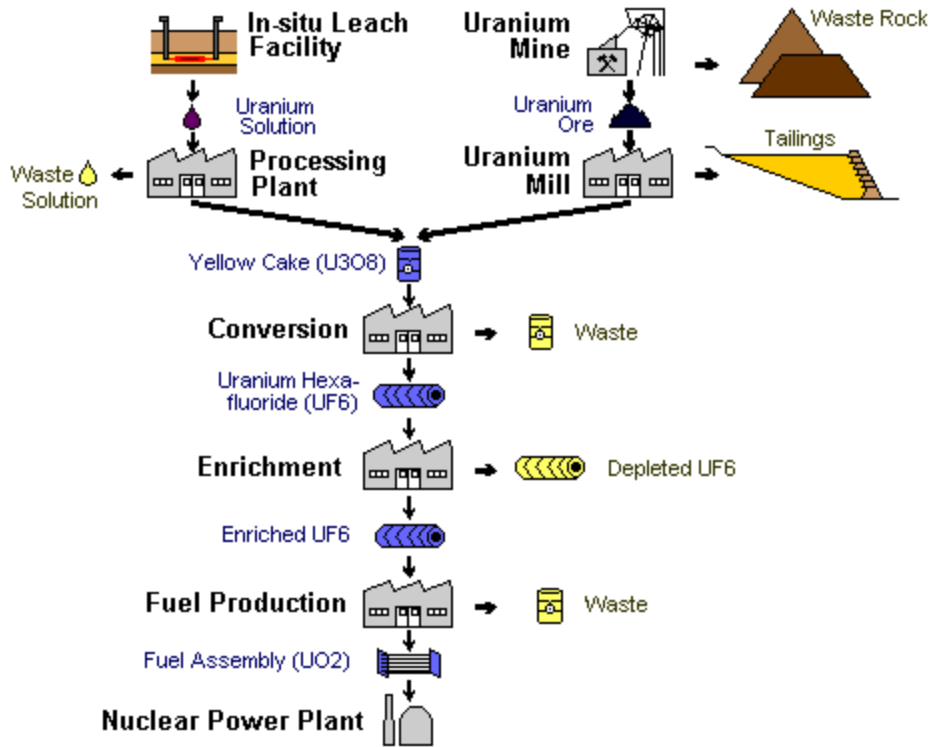 In-situ Leach
Facility
Uranium
Mine
Waste Rock
Uranium
Solution
Uranium
Ore
Waste
Solution
Processing
Plant
Uranium
Mill
Tailings
Yellow Cake (U3O8)
Conversion
Waste
Uranium Hexa-
fluoride (UF6)
Enrichment
Depleted UF6
Enriched UF6
Fuel Production
Waste
Fuel Assembly (UO2)
Nuclear Power Plant